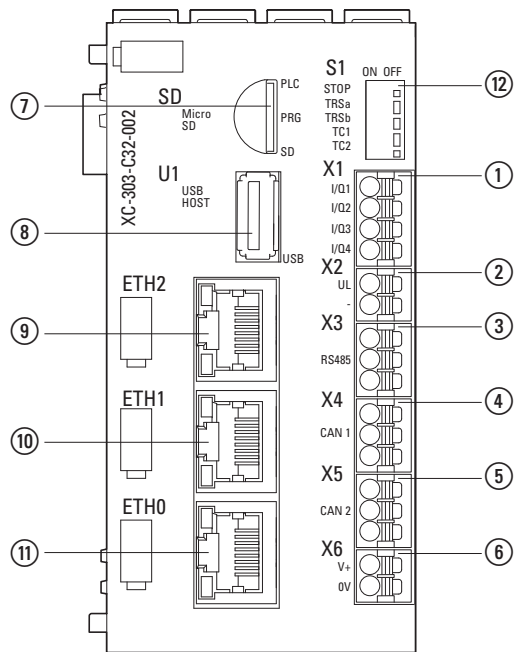 S1 ON OFF
STOP
TRSa
TRSb
TC1
TC2
12
PLC
SD
7
Micro
SD
PRG
SD
XC-303-C32-002
U1
USB
HOST
8
USB
X1
1
I/Q1
I/Q2
I/Q3
I/Q4
X2
2
UL
-
X3
3
RS485
X4
4
CAN 1
X5
5
CAN 2
X6
6
V+
0V
ETH2
9
ETH1
10
ETH0
11